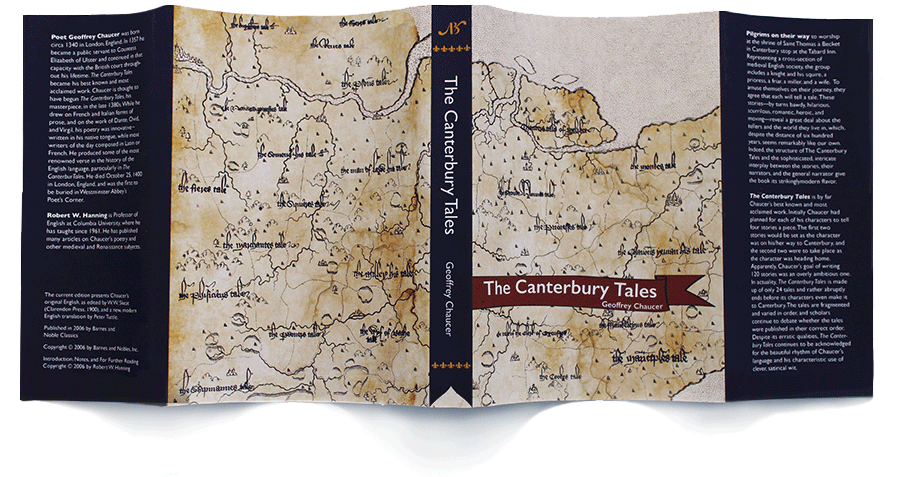 Poet Geoffrey Chaucer was born
circa. 1340 in London, England. In 1357 he
became a public servant to Countess
Elizabeth of Ulster and continued in that
capacity with the British court through-
out his lifetime. The Canterbury Tales
became his best known and most
acclaimed work. Chaucer is thought to
have begun The Canterbury Tales, his
masterpiece, in the late 1380s. While he
drew on French and Italian forms of
prose, and on the work of Dante, Ovid,
and Virgil, his poetry was innovative—
written in his native tongue, while most
writers of the day composed in Latin or
French. He produced some of the most
renowned verse in the history of the
English language, particularly in The
Canterbury Tales. He died October 25, 1400
in London, England, and was the first to
be buried in Westminster Abbey's
Poet's Corner.
Robert W. Hanning is Professor of
English at Columbia University, where he
has taught since 1961. He has published
many articles on Chaucer's poetry and
other medieval and Renaissance subjects.
The current edition presents Chaucer's
original English, as edited by W.W. Skeat
(Clarendon Press, 1900), and a new modern
English translation by Peter Tuttle.
Published in 2006 by Barnes and
Noble Classics
Copyright © 2006 by Barnes and Nobles, Inc.
Introduction, Notes, and For Further Reading
Copyright © 2006 by Robert W. Hanning
the man of lawe his tale
The Canterbury Tales
Geoffrey Chaucer
the monkes tale
The Canterbury Tales
Geoffrey Chaucer
the manciples tale
the Cookes tale
Pilgrims on their way to worship
at the shrine of Saint Thomas à Becket
in Canterbury stop at the Tabard Inn.
Representing a cross-section of
medieval English society, the group
includes a knight and his squire, a
prioress, a friar, a miller, and a wife. To
amuse themselves on their journey, they
agree that each will tell a tale. These
stories—by turns bawdy, hilarious,
scurrilous, romantic, heroic, and
moving—reveal a great deal about the
tellers and the world they live in, which,
despite the distance of six hundred
years, seems remarkably like our own.
Indeed, the structure of The Canterbury
Tales and the sophisticated, intricate
interplay between the stories, their
narrators, and the general narrator give
the book its strikinglymodern flavor.
The Canterbury Tales is by far
Chaucer's best known and most
acclaimed work. Initially Chaucer had
planned for each of his characters to tell
four stories a piece. The first two
stories would be set as the character
was on his/her way to Canterbury, and
the second two were to take place as
the character was heading home.
Apparently, Chaucer's goal of writing
120 stories was an overly ambitious one.
In actuality, The Canterbury Tales is made
up of only 24 tales and rather abruptly
ends before its characters even make it
to Canterbury. The tales are fragmented
and varied in order, and scholars
continue to debate whether the tales
were published in their correct order.
Despite its erratic qualities, The Canter-
bury Tales continues to be acknowledged
for the beautiful rhythm of Chaucer's
language and his characteristic use of
clever, satirical wit.